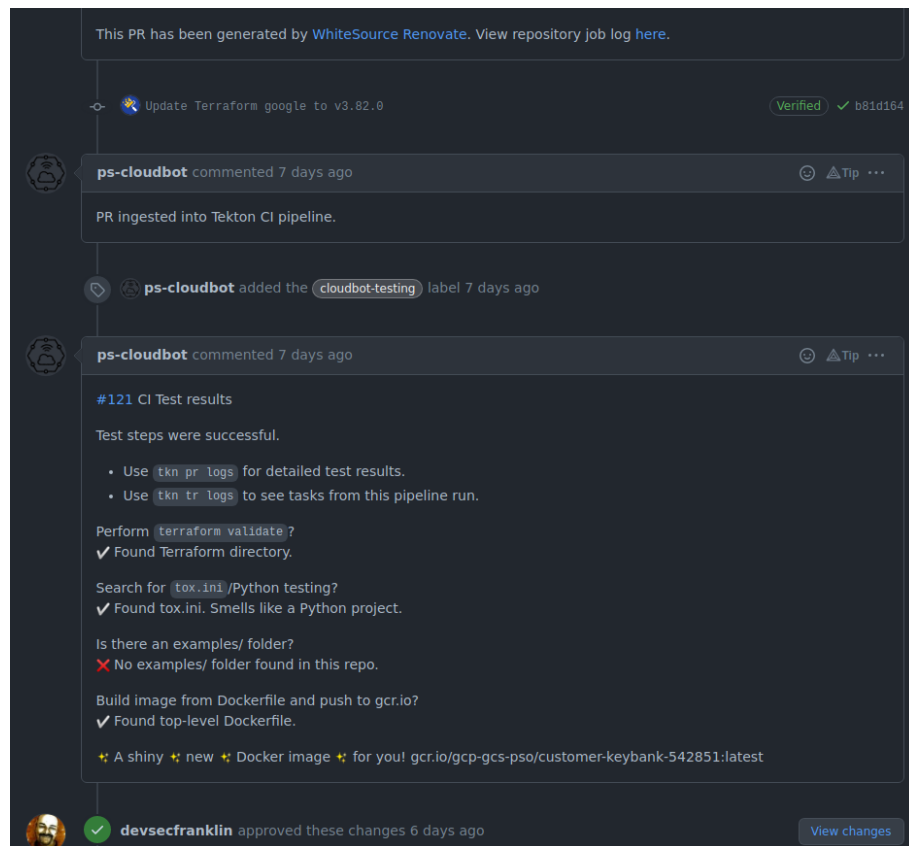 This PR has been generated by WhiteSource Renovate. View repository job log here.
Update Terraform google to v3.82.0 Verified ✓ b81d164
ps-cloudbot commented 7 days ago Tip ···
PR ingested into Tekton CI pipeline.
ps-cloudbot added the cloudbot-testing label 7 days ago
ps-cloudbot commented 7 days ago Tip ···
#121 CI Test results
Test steps were successful.
• Use tkn pr logs for detailed test results.
• Use tkn tr logs to see tasks from this pipeline run.
Perform terraform validate?
✔ Found Terraform directory.
Search for tox.ini/Python testing?
✔ Found tox.ini. Smells like a Python project.
Is there an examples/ folder?
❌ No examples/ folder found in this repo.
Build image from Dockerfile and push to gcr.io?
✔ Found top-level Dockerfile.
✨ A shiny ✨ new ✨ Docker image ✨ for you! gcr.io/gcp-gcs-pso/customer-keybank-542851:latest
devsecfranklin approved these changes 6 days ago View changes